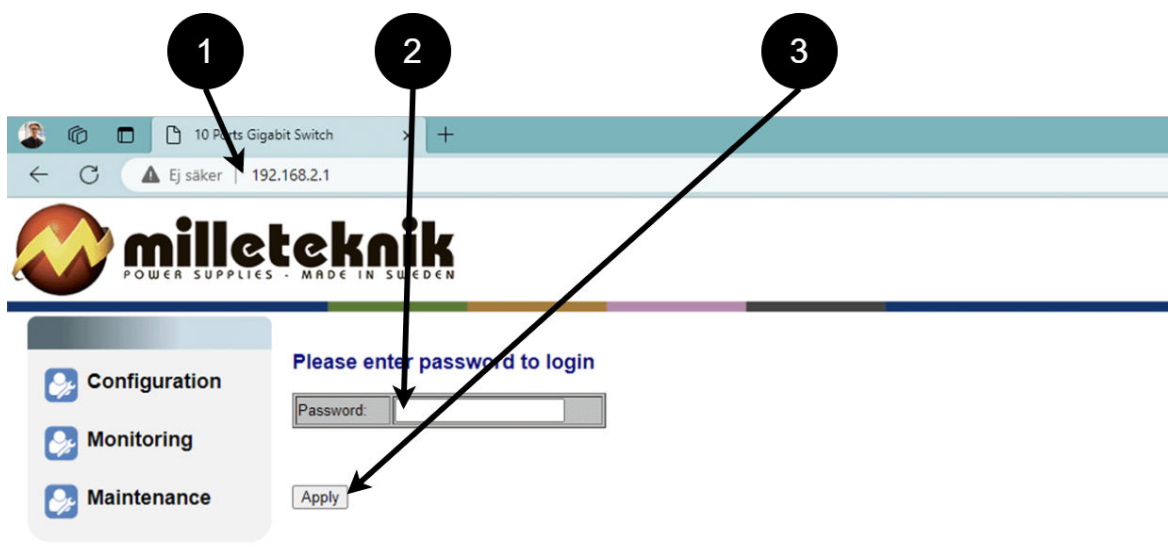 1 2 3
10 Ports Gigabit Switch
Ej säker 192.168.2.1
milleteknik
POWER SUPPLIES - MADE IN SWEDEN
Please enter password to login
Configuration
Password:
Monitoring
Maintenance
Apply